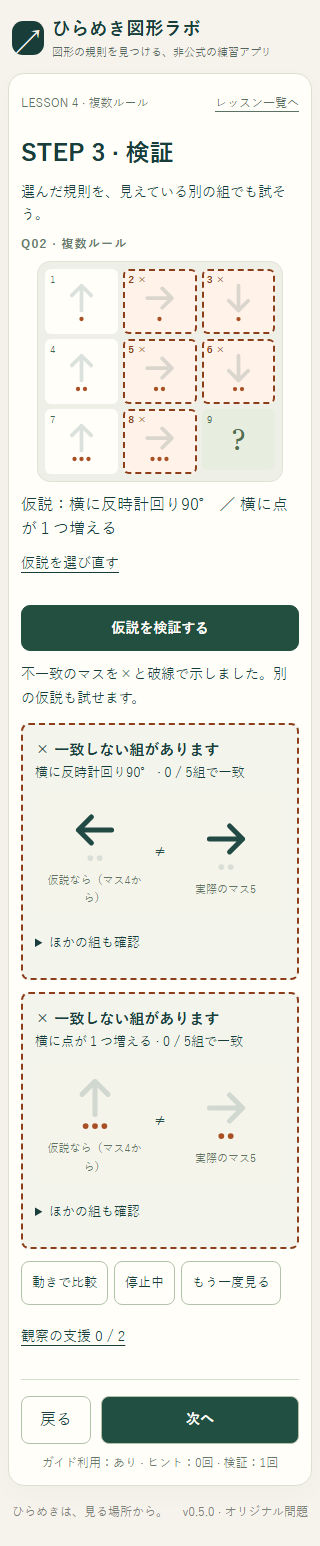 ひらめき図形ラボ
図形の規則を見つける、非公式の練習アプリ
LESSON 4・複数ルール
レッスン一覧へ
STEP 3・検証
選んだ規則を、見えている別の組でも試そ
う。
Q02・複数ルール
1
2 ×
3 ×
4
5 ×
6 ×
7
8 ×
9
?
仮説：横に反時計回り90° ／ 横に点
が1つ増える
仮説を選び直す
仮説を検証する
不一致のマスを×と破線で示しました。別
の仮説も試せます。
× 一致しない組があります
横に反時計回り90° ・0 / 5組で一致
≠
仮説なら（マス4か
ら）
実際のマス5
▶ ほかの組も確認
× 一致しない組があります
横に点が1つ増える・0 / 5組で一致
≠
仮説なら（マス4か
ら）
実際のマス5
▶ ほかの組も確認
動きで比較
停止中
もう一度見る
観察の支援 0 / 2
戻る
次へ
ガイド利用：あり・ヒント：0回・検証：1回
ひらめきは、見る場所から。
v0.5.0・オリジナル問題